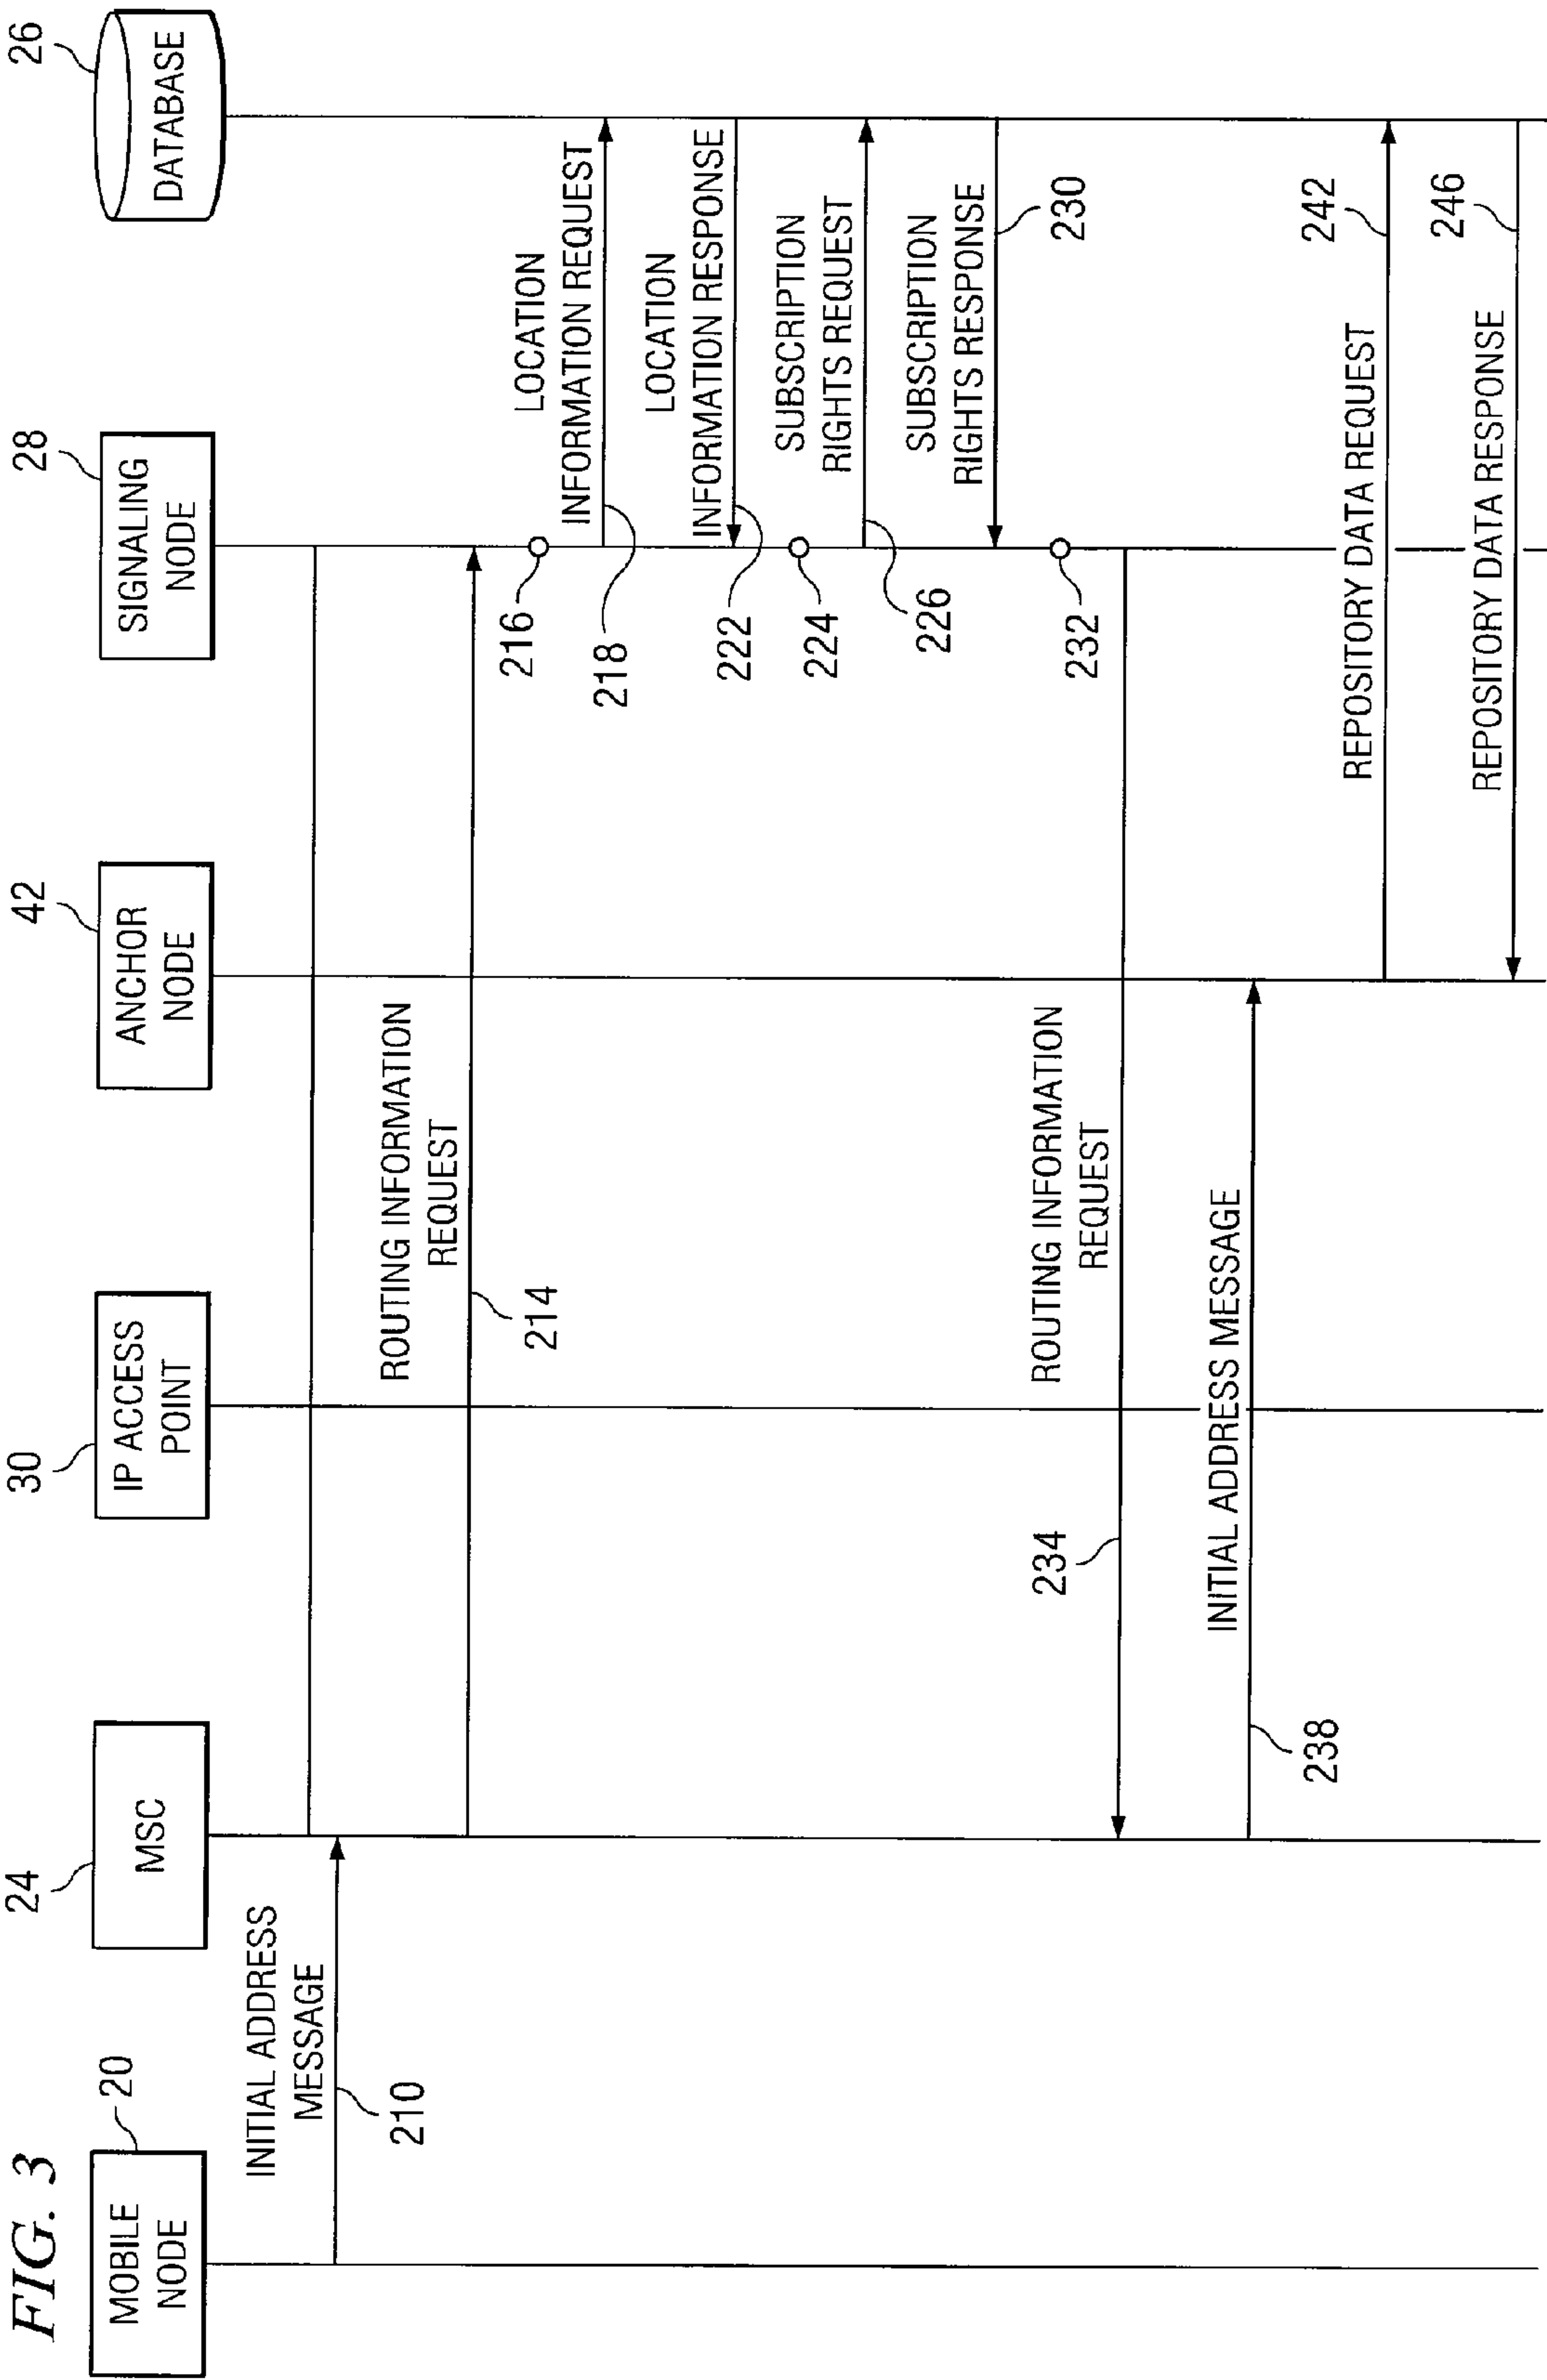 FIG. 3
20
24
30
42
28
26
MOBILE
NODE
MSC
IP ACCESS
POINT
ANCHOR
NODE
SIGNALING
NODE
DATABASE
INITIAL ADDRESS
MESSAGE
210
ROUTING INFORMATION
REQUEST
214
216
LOCATION
INFORMATION REQUEST
218
LOCATION
INFORMATION RESPONSE
222
224
SUBSCRIPTION
RIGHTS REQUEST
226
SUBSCRIPTION
RIGHTS RESPONSE
230
232
ROUTING INFORMATION
REQUEST
234
INITIAL ADDRESS MESSAGE
238
REPOSITORY DATA REQUEST
242
REPOSITORY DATA RESPONSE
246